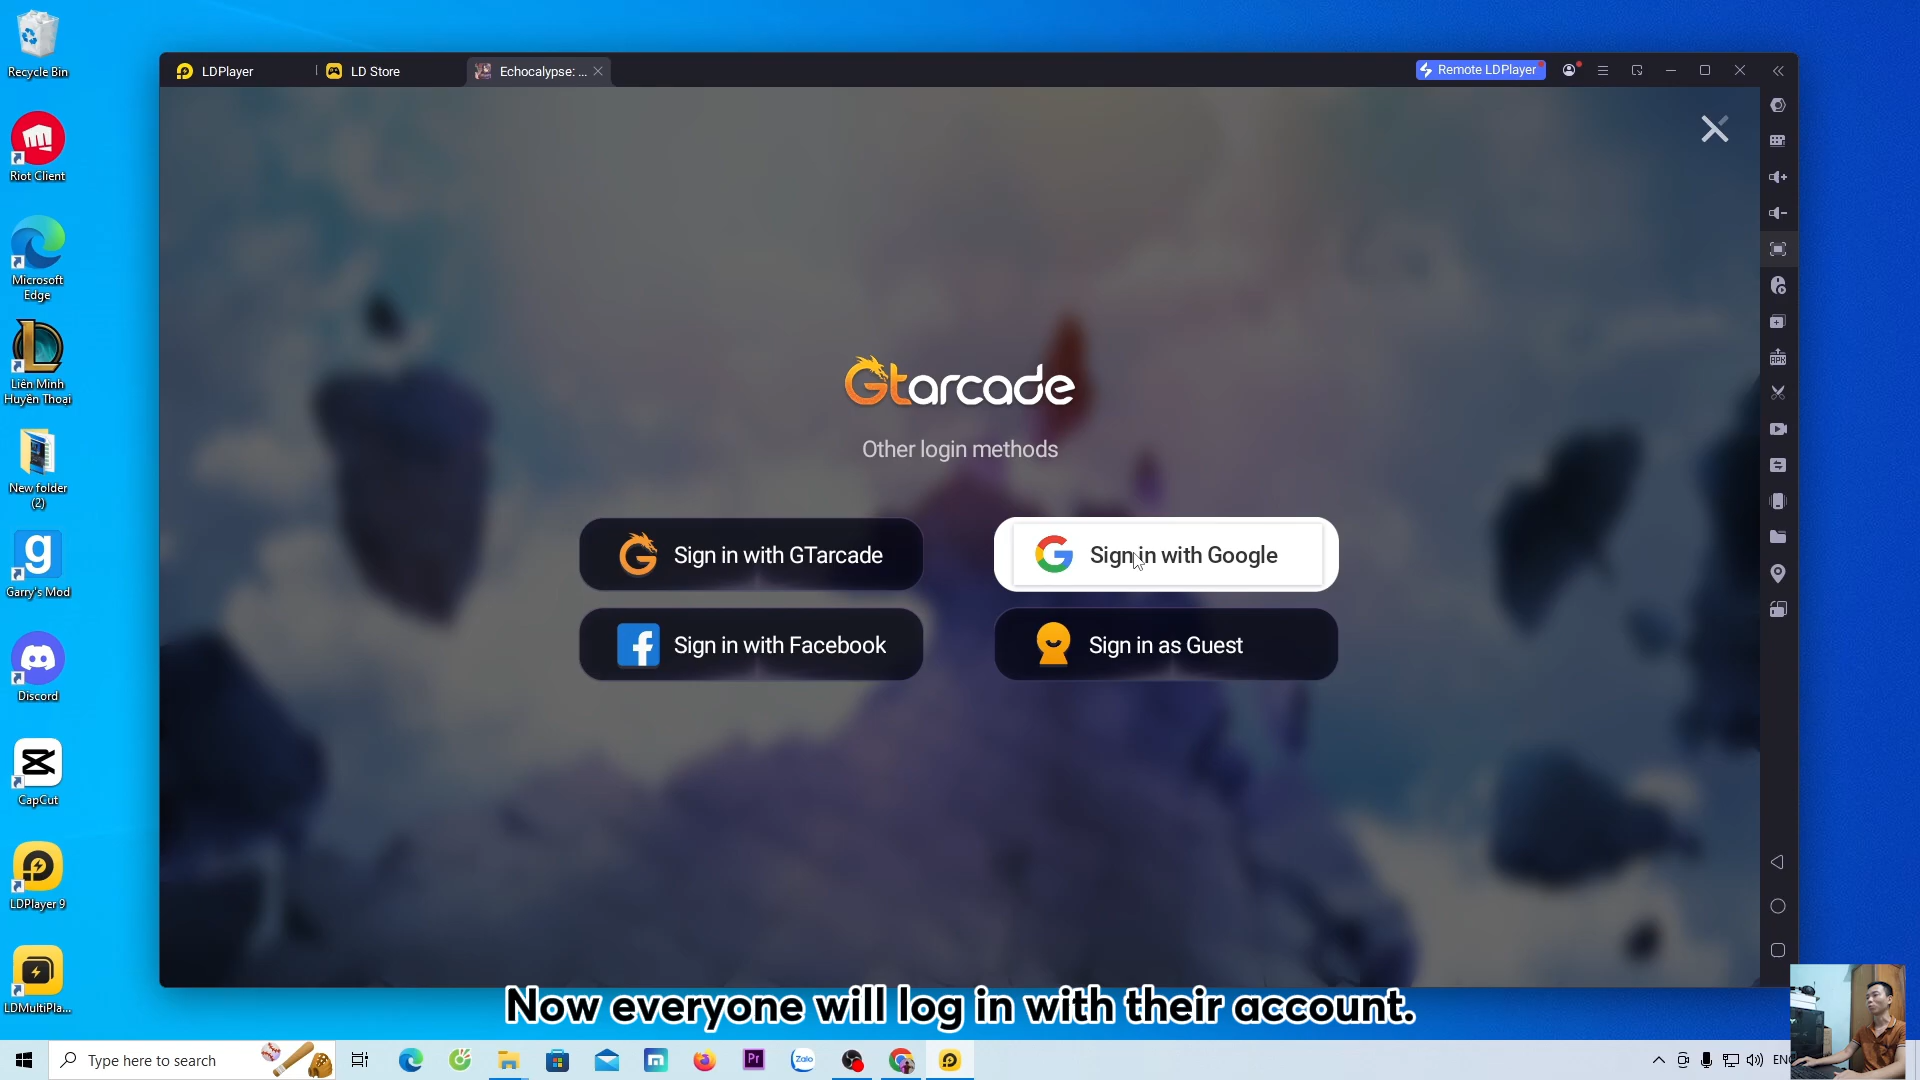 Recycle Bin
Riot Client
Microsoft
Edge
Liên Minh
Huyền Thoại
New folder
(2)
Garry's Mod
Discord
CapCut
LDPlayer 9
LDMultiPla...
LDPlayer
LD Store
Echocalypse: ...
Remote LDPlayer
Gtarcade
Other login methods
Sign in with GTarcade
Sign in with Google
Sign in with Facebook
Sign in as Guest
APK
Now everyone will log in with their account.
Type here to search
Pr
Zalo
ENG